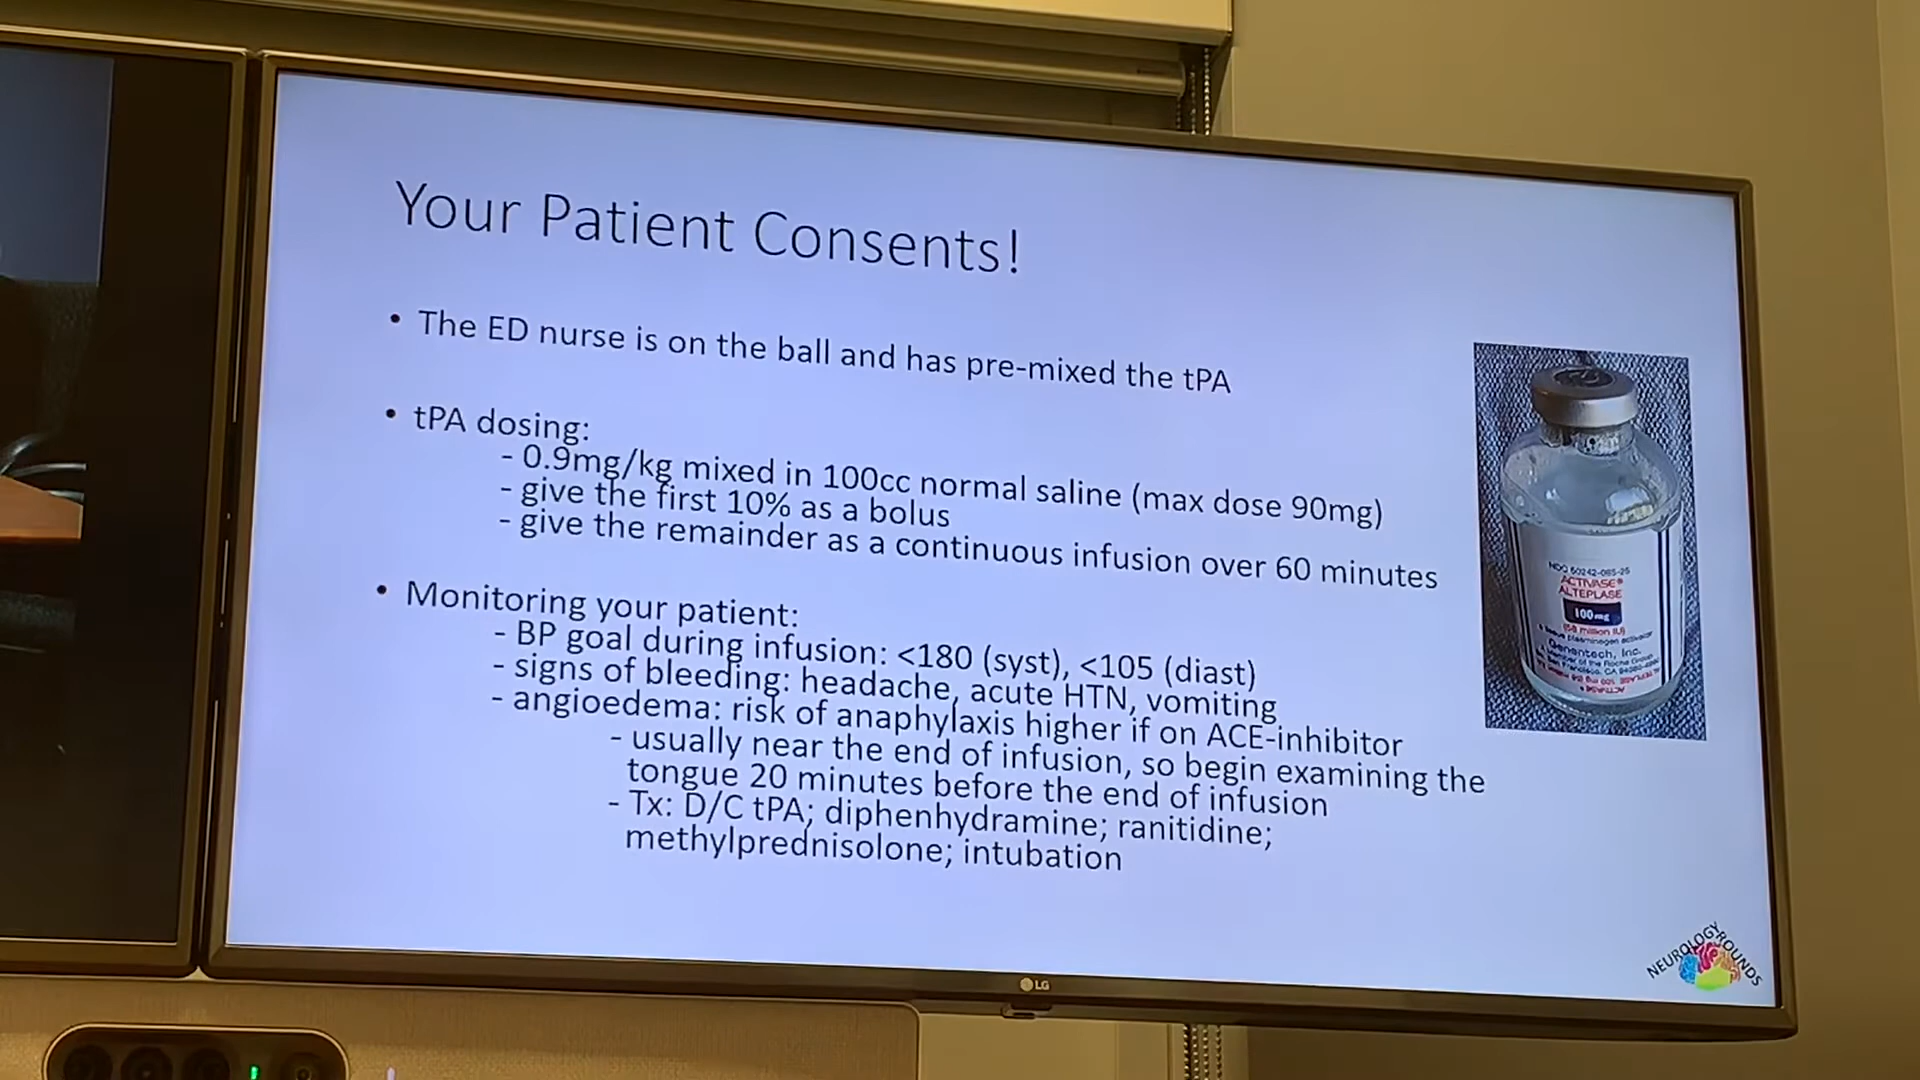 Your Patient Consents!
• The ED nurse is on the ball and has pre-mixed the tPA
• tPA dosing:
- 0.9mg/kg mixed in 100cc normal saline (max dose 90mg)
- give the first 10% as a bolus
- give the remainder as a continuous infusion over 60 minutes
• Monitoring your patient:
- BP goal during infusion: <180 (syst), <105 (diast)
- signs of bleeding: headache, acute HTN, vomiting
- angioedema: risk of anaphylaxis higher if on ACE-inhibitor
- usually near the end of infusion, so begin examining the
tongue 20 minutes before the end of infusion
- Tx: D/C tPA; diphenhydramine; ranitidine;
methylprednisolone; intubation
ACTIVASE®
ALTEPLASE
100mg
Genentech, Inc.
NEUROLOGY ROUNDS
LG